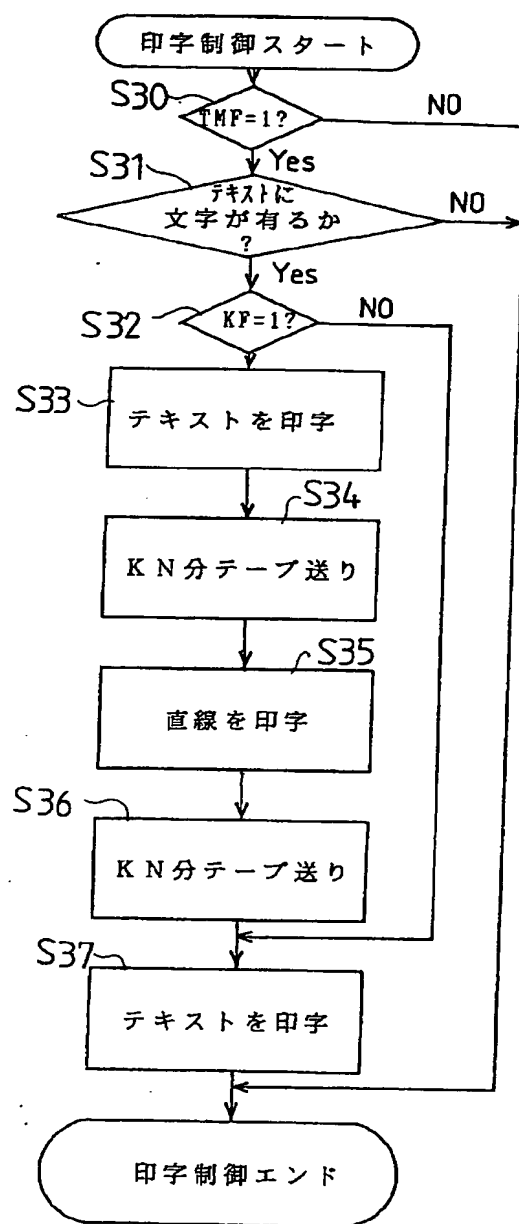 印字制御スタート
S30
TMF=1?
NO
Yes
S31
テキストに
文字が有るか
?
NO
Yes
S32
KF=1?
NO
S33
テキストを印字
S34
KN分テープ送り
S35
直線を印字
S36
KN分テープ送り
S37
テキストを印字
印字制御エンド